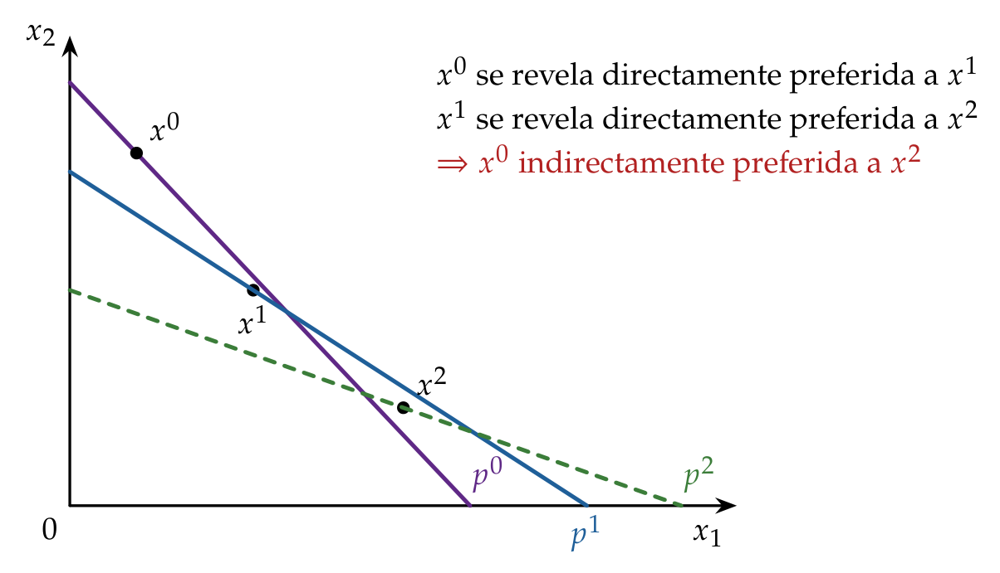 x₂
x⁰ se revela directamente preferida a x¹
x¹ se revela directamente preferida a x²
⟹ x⁰ indirectamente preferida a x²
x⁰
x¹
x²
p⁰
p²
0
p¹
x₁